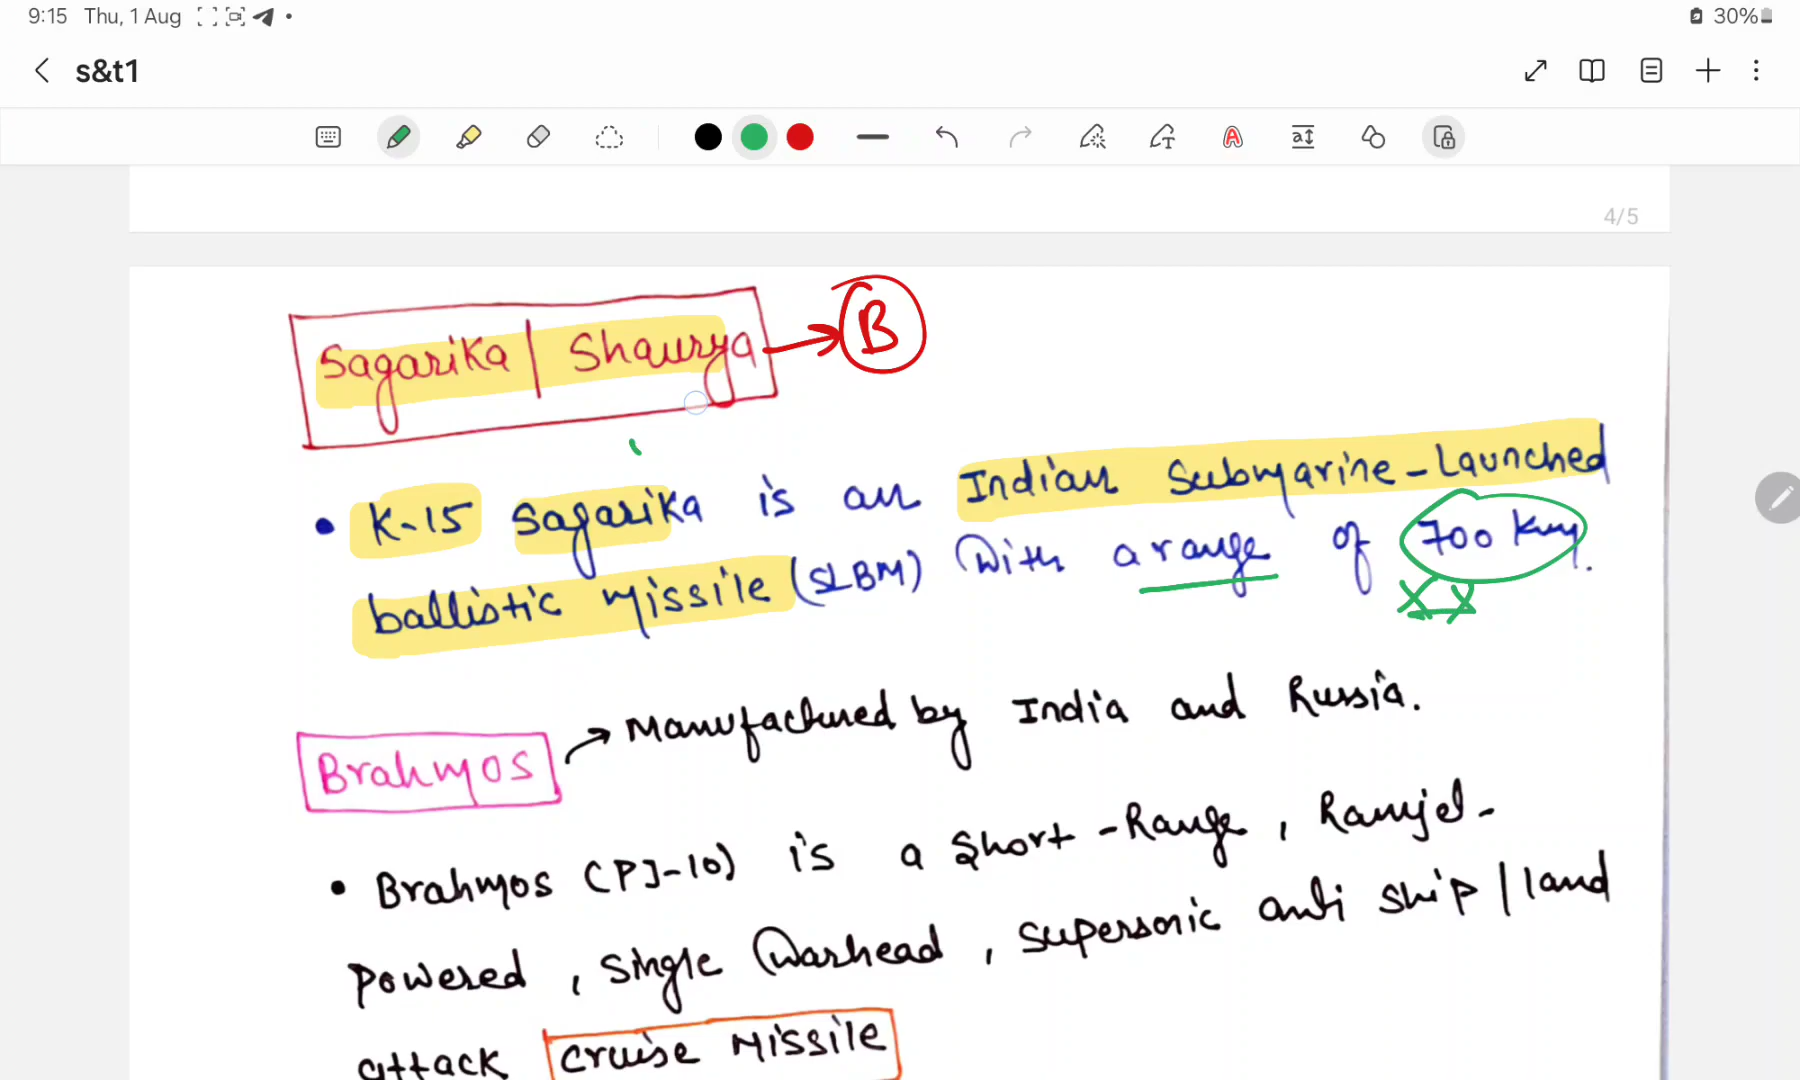 9:15 Thu, 1 Aug
30%
s&t1
4/5
Sagarika | Shaurya → B
• K-15 Sagarika is an Indian Submarine-Launched
ballistic missile (SLBM) with a range of 700 km.
Brahmos → Manufactured by India and Russia.
• Brahmos (PJ-10) is a Short-Range, Ramjet-
Powered, Single Warhead, Supersonic anti ship/land
attack Cruise Missile